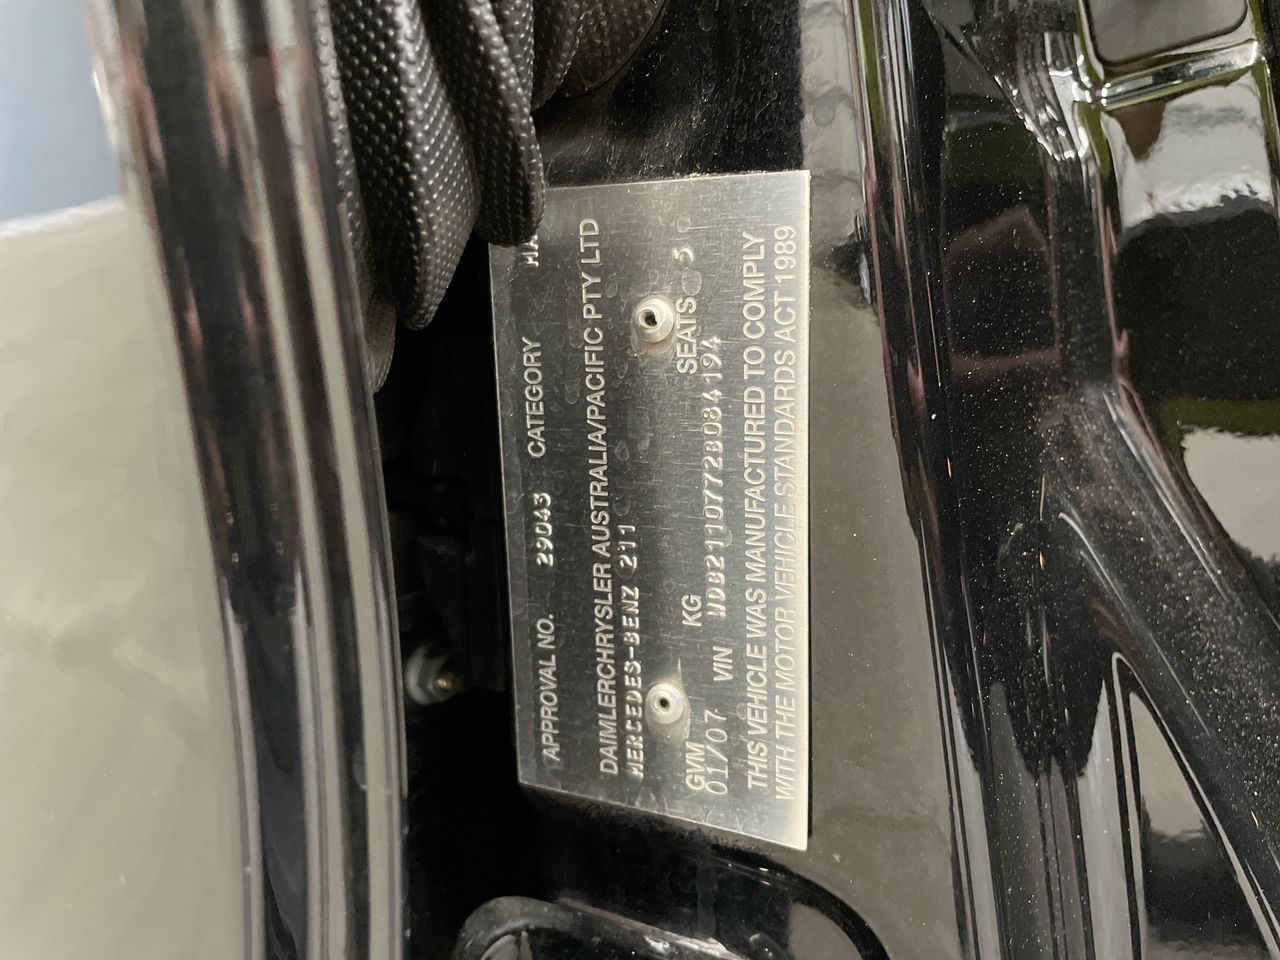 APPROVAL NO. 29043 CATEGORY MA
DAIMLERCHRYSLER AUSTRALIA/PACIFIC PTY LTD
MERCEDES-BENZ 211
GVM KG SEATS 5
01/07 VIN WDB2110772B084194
THIS VEHICLE WAS MANUFACTURED TO COMPLY
WITH THE MOTOR VEHICLE STANDARDS ACT 1989